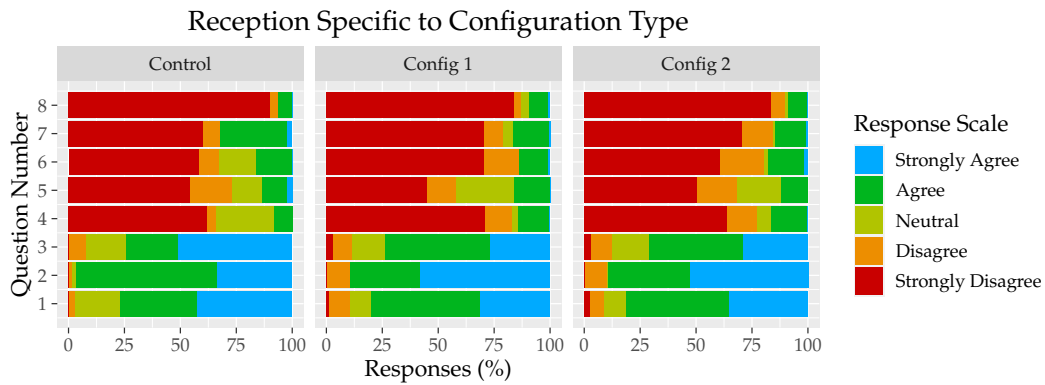 Reception Specific to Configuration Type
Control
Config 1
Config 2
Question Number
8
7
6
5
4
3
2
1
0 25 50 75 100
0 25 50 75 100
0 25 50 75 100
Responses (%)
Response Scale
Strongly Agree
Agree
Neutral
Disagree
Strongly Disagree